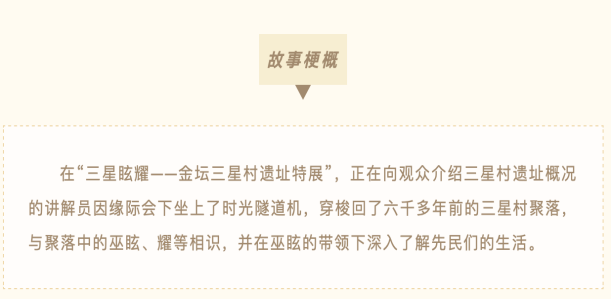 故事梗概
在“三星眩耀——金坛三星村遗址特展”，正在向观众介绍三星村遗址概况
的讲解员因缘际会下坐上了时光隧道机，穿梭回了六千多年前的三星村聚落，
与聚落中的巫眩、耀等相识，并在巫眩的带领下深入了解先民们的生活。